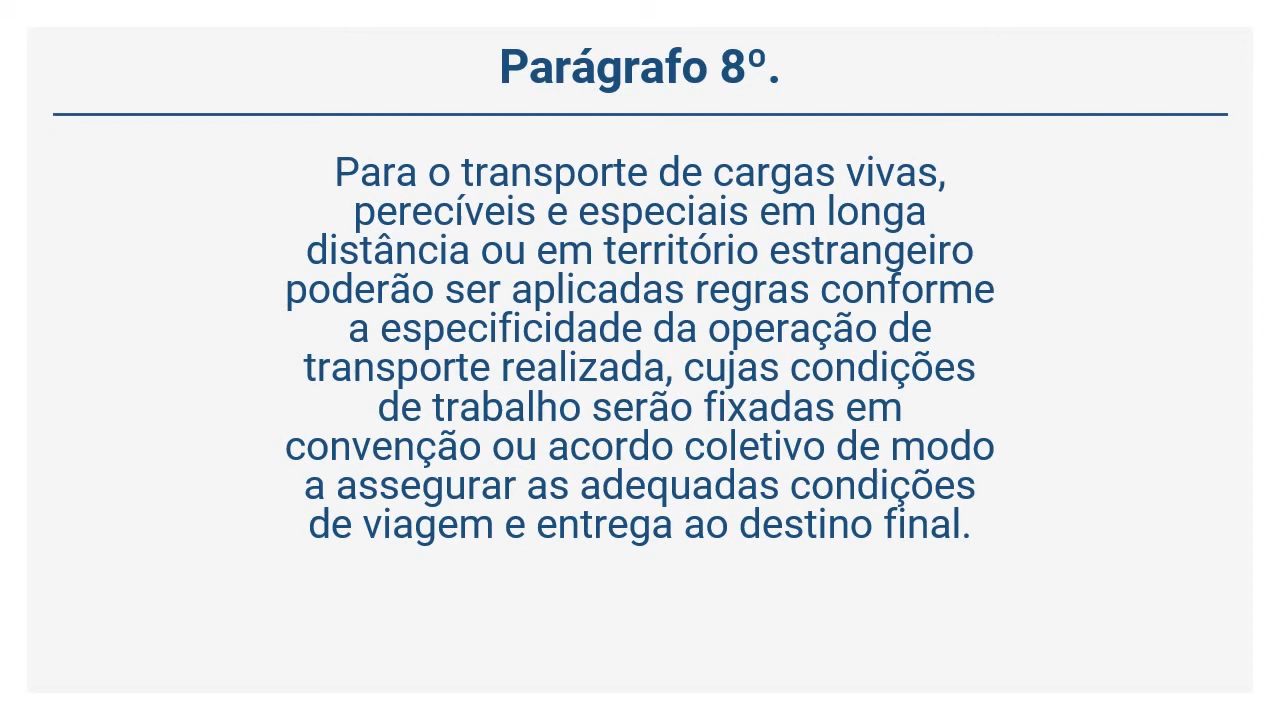 Parágrafo 8º.
Para o transporte de cargas vivas,
perecíveis e especiais em longa
distância ou em território estrangeiro
poderão ser aplicadas regras conforme
a especificidade da operação de
transporte realizada, cujas condições
de trabalho serão fixadas em
convenção ou acordo coletivo de modo
a assegurar as adequadas condições
de viagem e entrega ao destino final.